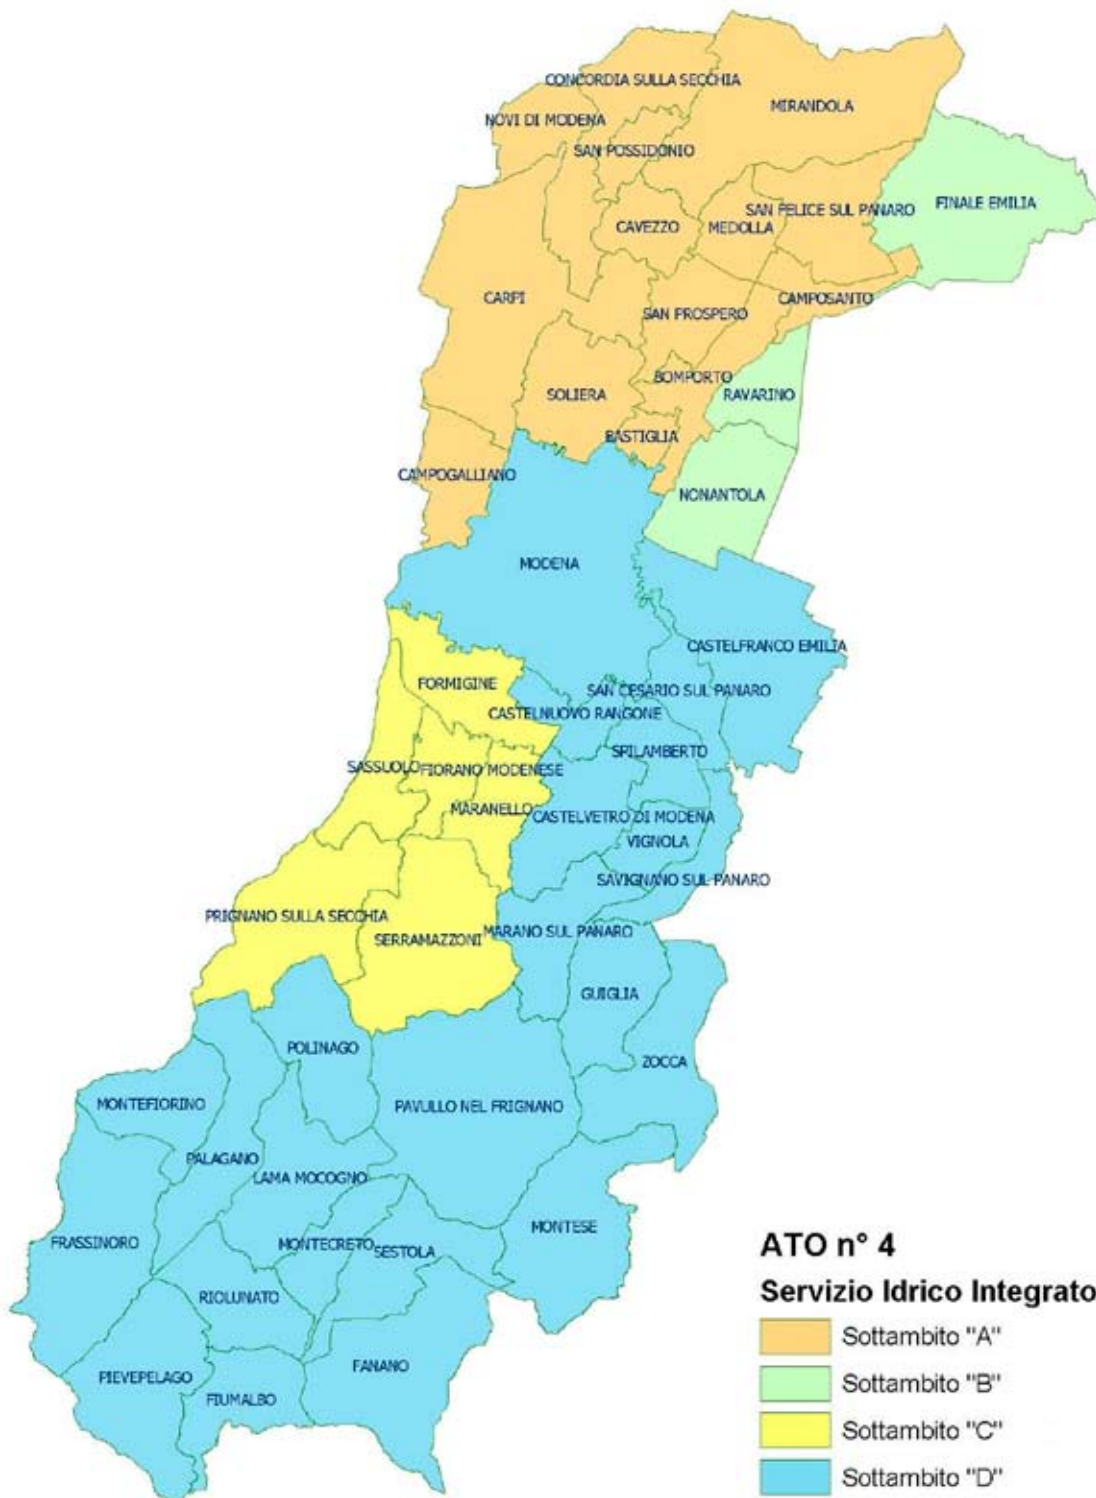 CONCORDIA SULLA SECCHIA
MIRANDOLA
NOVI DI MODENA
SAN POSSIDONIO
FINALE EMILIA
SAN FELICE SUL PANARO
CAVEZZO
MEDOLLA
CARPI
CAMPOSANTO
SAN PROSPERO
BOMPORTO
SOLIERA
RAVARINO
BASTIGLIA
CAMPOGALLIANO
NONANTOLA
MODENA
CASTELFRANCO EMILIA
FORMIGINE
SAN CESARIO SUL PANARO
CASTELNUOVO RANGONE
SPILAMBERTO
SASSUOLO
FIORANO MODENESE
MARANELLO
CASTELVETRO DI MODENA
VIGNOLA
SAVIGNANO SUL PANARO
PRIGNANO SULLA SECCHIA
MARANO SUL PANARO
SERRAMAZZONI
GUIGLIA
POLINAGO
ZOCCA
MONTEFIORINO
PAVULLO NEL FRIGNANO
PALAGANO
LAMA MOCOGNO
MONTESE
FRASSINORO
MONTECRETO
SESTOLA
RIOLUNATO
FANANO
PIEVEPELAGO
FIUMALBO
ATO n° 4
Servizio Idrico Integrato
Sottambito "A"
Sottambito "B"
Sottambito "C"
Sottambito "D"